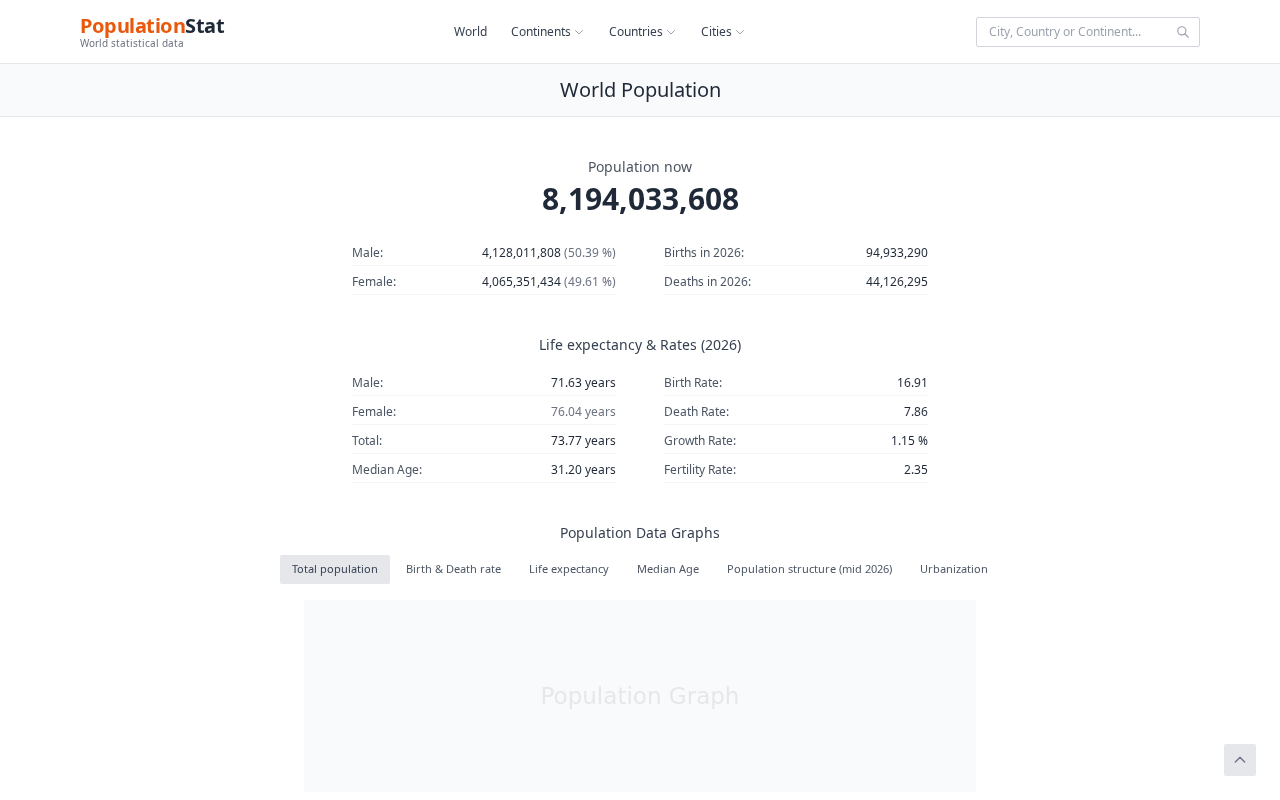 PopulationStat
World statistical data
World
Continents
Countries
Cities
City, Country or Continent...
World Population
Population now
8,194,033,608
Male: 4,128,011,808 (50.39 %)
Births in 2026: 94,933,290
Female: 4,065,351,434 (49.61 %)
Deaths in 2026: 44,126,295
Life expectancy & Rates (2026)
Male: 71.63 years
Birth Rate: 16.91
Female: 76.04 years
Death Rate: 7.86
Total: 73.77 years
Growth Rate: 1.15 %
Median Age: 31.20 years
Fertility Rate: 2.35
Population Data Graphs
Total population
Birth & Death rate
Life expectancy
Median Age
Population structure (mid 2026)
Urbanization
Population Graph